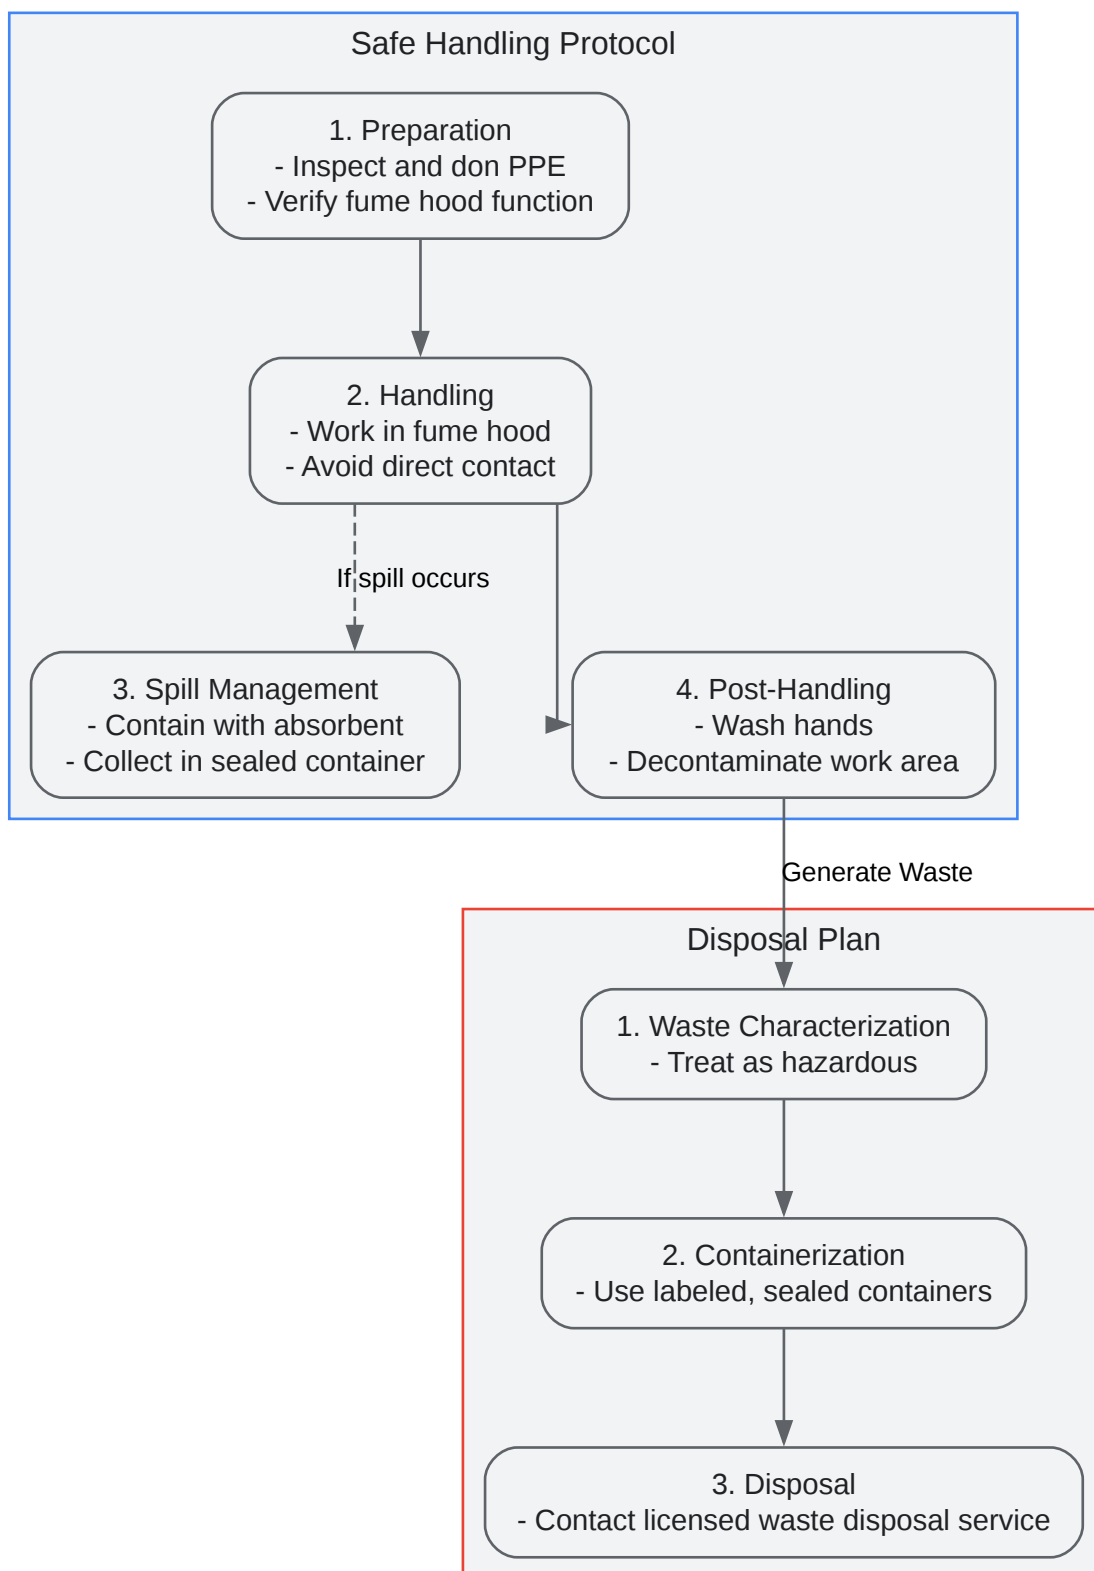 Safe Handling Protocol
1. Preparation
- Inspect and don PPE
- Verify fume hood function
2. Handling
- Work in fume hood
- Avoid direct contact
If spill occurs
3. Spill Management
- Contain with absorbent
- Collect in sealed container
4. Post-Handling
- Wash hands
- Decontaminate work area
Generate Waste
Disposal Plan
1. Waste Characterization
- Treat as hazardous
2. Containerization
- Use labeled, sealed containers
3. Disposal
- Contact licensed waste disposal service